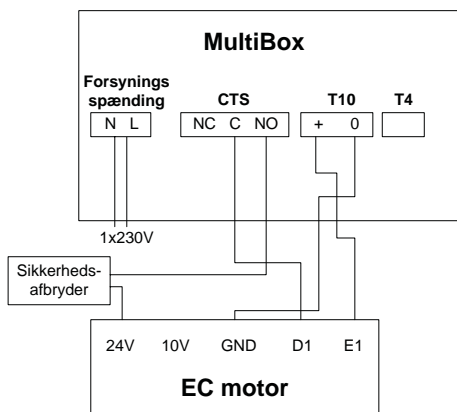 MultiBox
Forsynings
spænding
CTS
T10
T4
N L
NC C NO
+ 0
1x230V
Sikkerheds-
afbryder
24V 10V GND D1 E1
EC motor